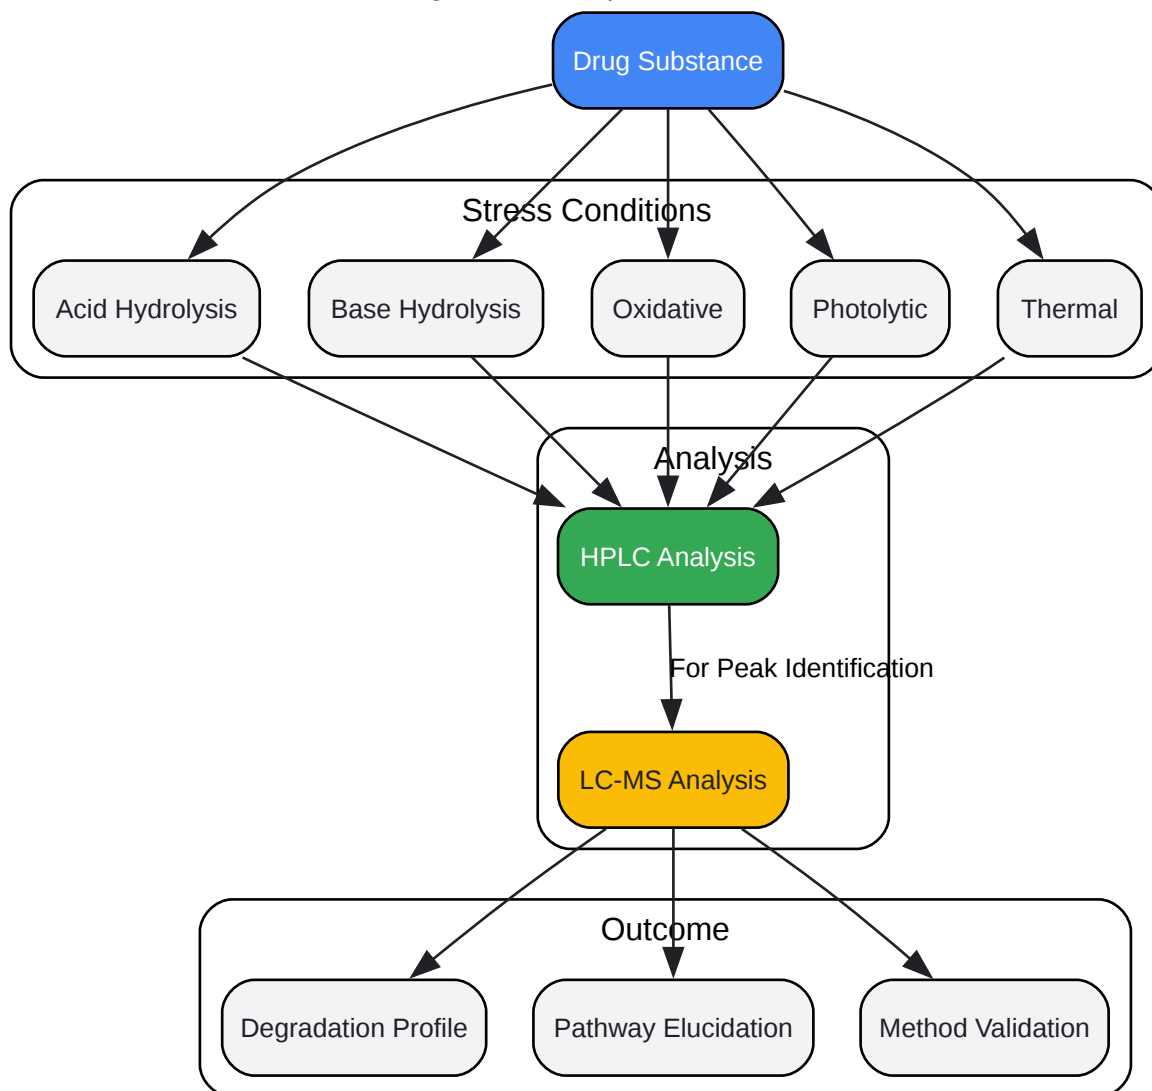 Drug Substance
Stress Conditions
Acid Hydrolysis
Base Hydrolysis
Oxidative
Photolytic
Thermal
Analysis
HPLC Analysis
For Peak Identification
LC-MS Analysis
Outcome
Degradation Profile
Pathway Elucidation
Method Validation